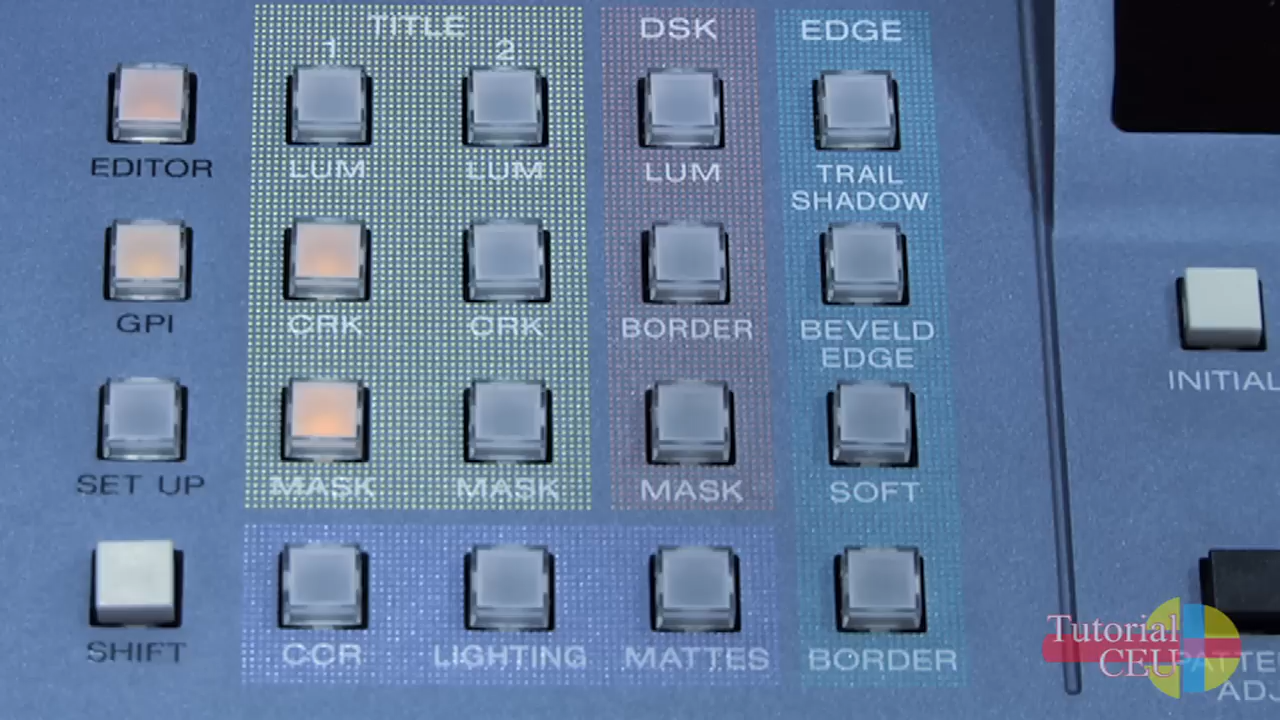 TITLE
DSK
EDGE
1
2
EDITOR
LUM
LUM
LUM
TRAIL
SHADOW
GPI
CRK
CRK
BORDER
BEVELD
EDGE
INITIAL
SET UP
MASK
MASK
MASK
SOFT
SHIFT
CCR
LIGHTING
MATTES
BORDER
Tutorial
CEU